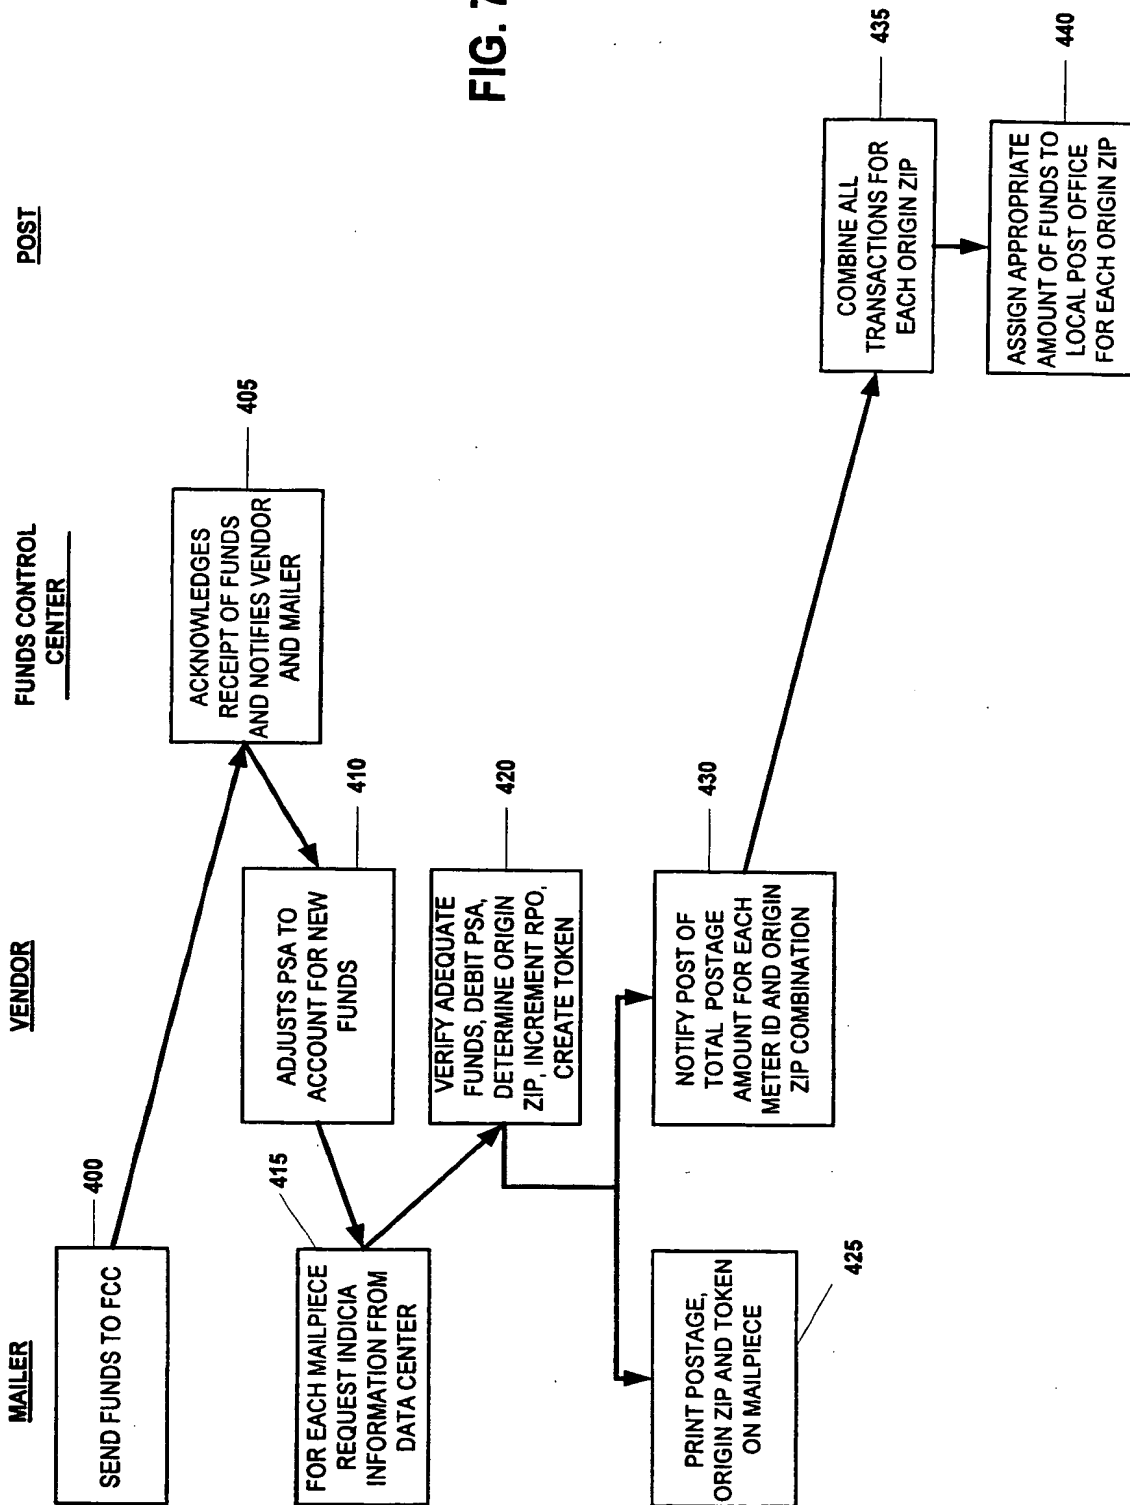 MAILER
VENDOR
FUNDS CONTROL
CENTER
POST
400
SEND FUNDS TO FCC
405
ACKNOWLEDGES
RECEIPT OF FUNDS
AND NOTIFIES VENDOR
AND MAILER
410
ADJUSTS PSA TO
ACCOUNT FOR NEW
FUNDS
415
FOR EACH MAILPIECE
REQUEST INDICIA
INFORMATION FROM
DATA CENTER
420
VERIFY ADEQUATE
FUNDS, DEBIT PSA,
DETERMINE ORIGIN
ZIP, INCREMENT RPO,
CREATE TOKEN
425
PRINT POSTAGE,
ORIGIN ZIP AND TOKEN
ON MAILPIECE
430
NOTIFY POST OF
TOTAL POSTAGE
AMOUNT FOR EACH
METER ID AND ORIGIN
ZIP COMBINATION
435
COMBINE ALL
TRANSACTIONS FOR
EACH ORIGIN ZIP
440
ASSIGN APPROPRIATE
AMOUNT OF FUNDS TO
LOCAL POST OFFICE
FOR EACH ORIGIN ZIP
FIG. 7